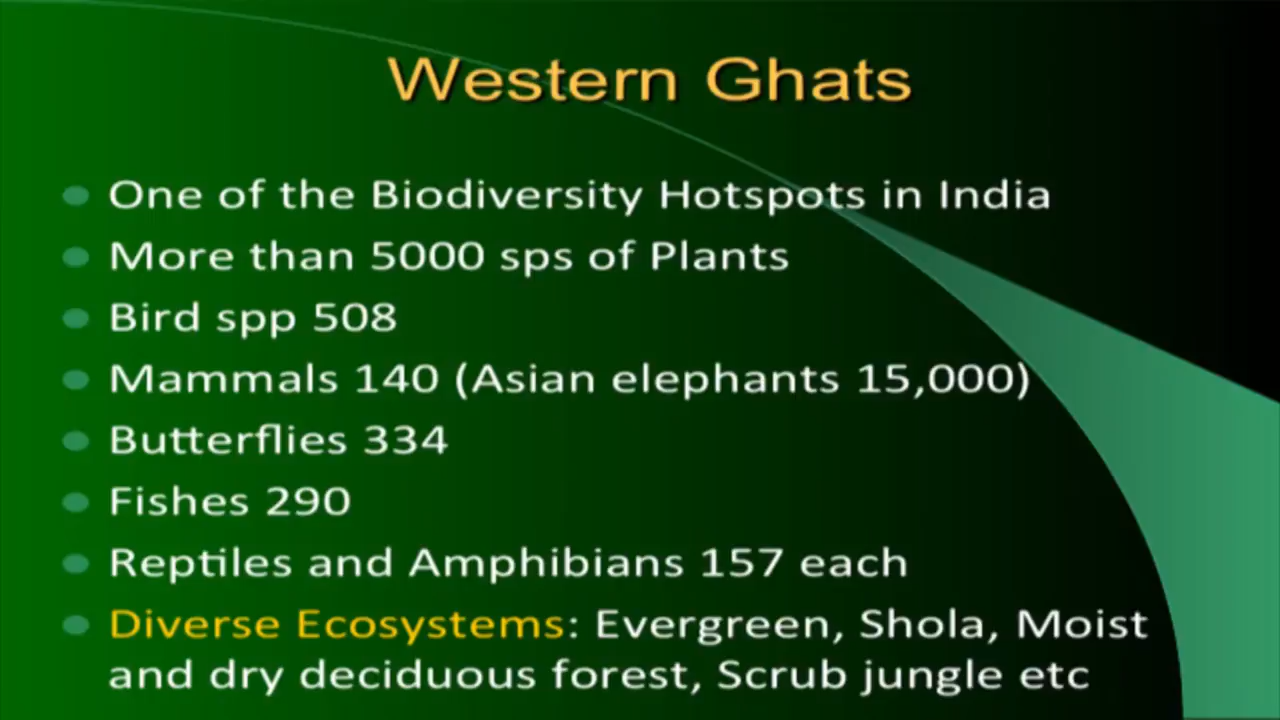 Western Ghats
One of the Biodiversity Hotspots in India
More than 5000 sps of Plants
Bird spp 508
Mammals 140 (Asian elephants 15,000)
Butterflies 334
Fishes 290
Reptiles and Amphibians 157 each
Diverse Ecosystems: Evergreen, Shola, Moist
and dry deciduous forest, Scrub jungle etc